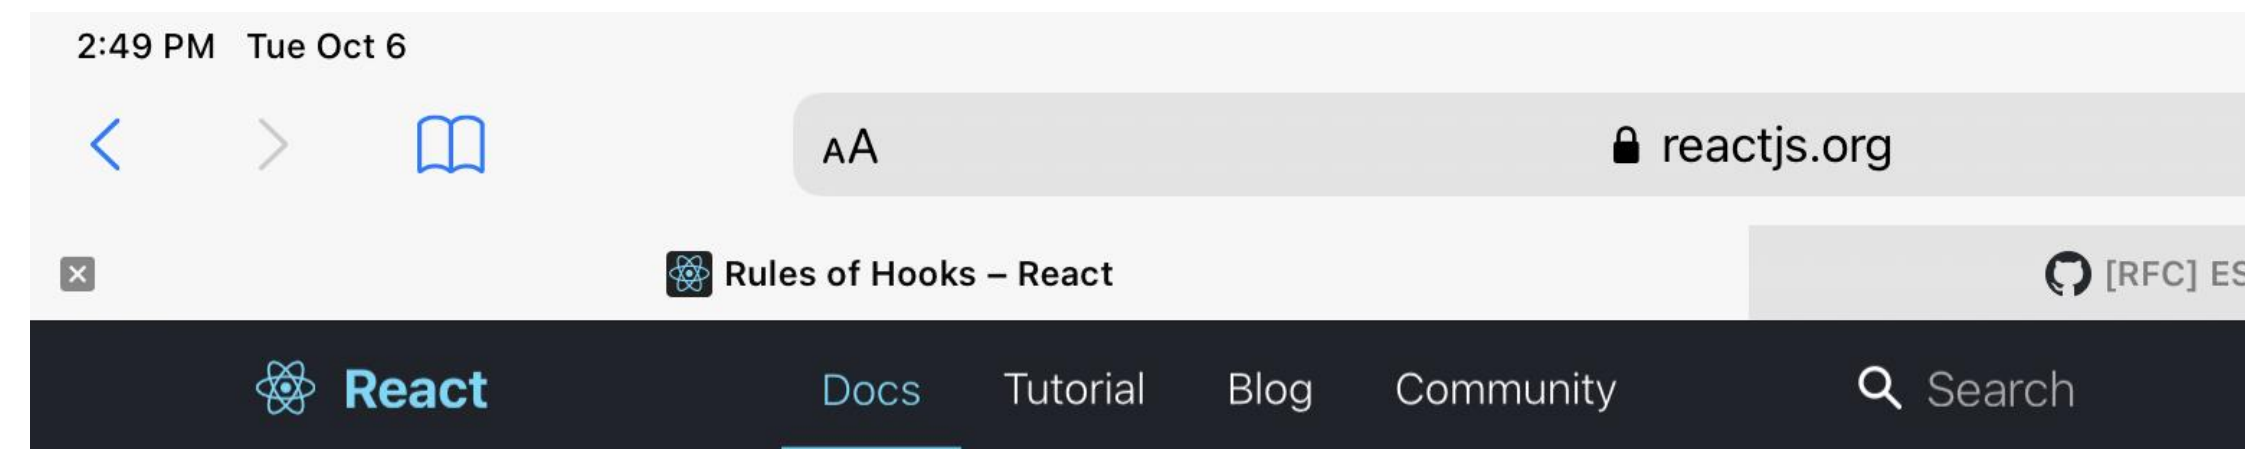 2:49 PM Tue Oct 6
AA reactjs.org
Rules of Hooks – React [RFC] ES
React Docs Tutorial Blog Community Search